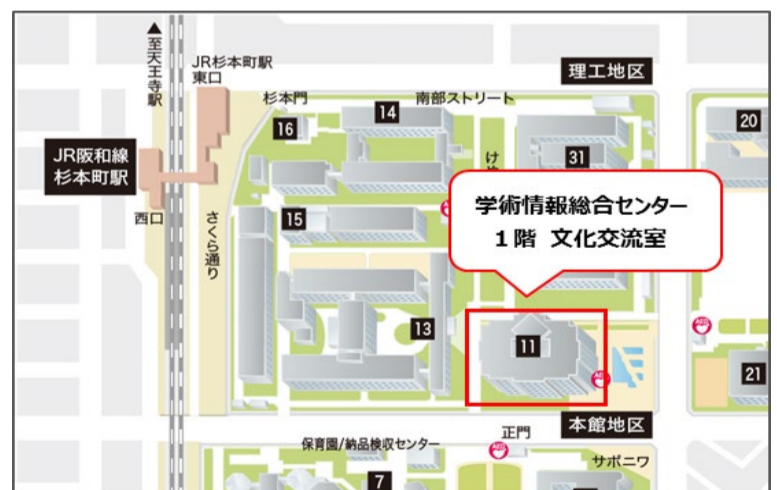 ▲至天王寺駅
JR杉本町駅
東口
理工地区
杉本門
南部ストリート
14
16
20
31
け
JR阪和線
杉本町駅
西口
さくら通り
15
学術情報総合センター
1階 文化交流室
13
11
AED
21
本館地区
正門
保育園/納品検収センター
サポニワ
7